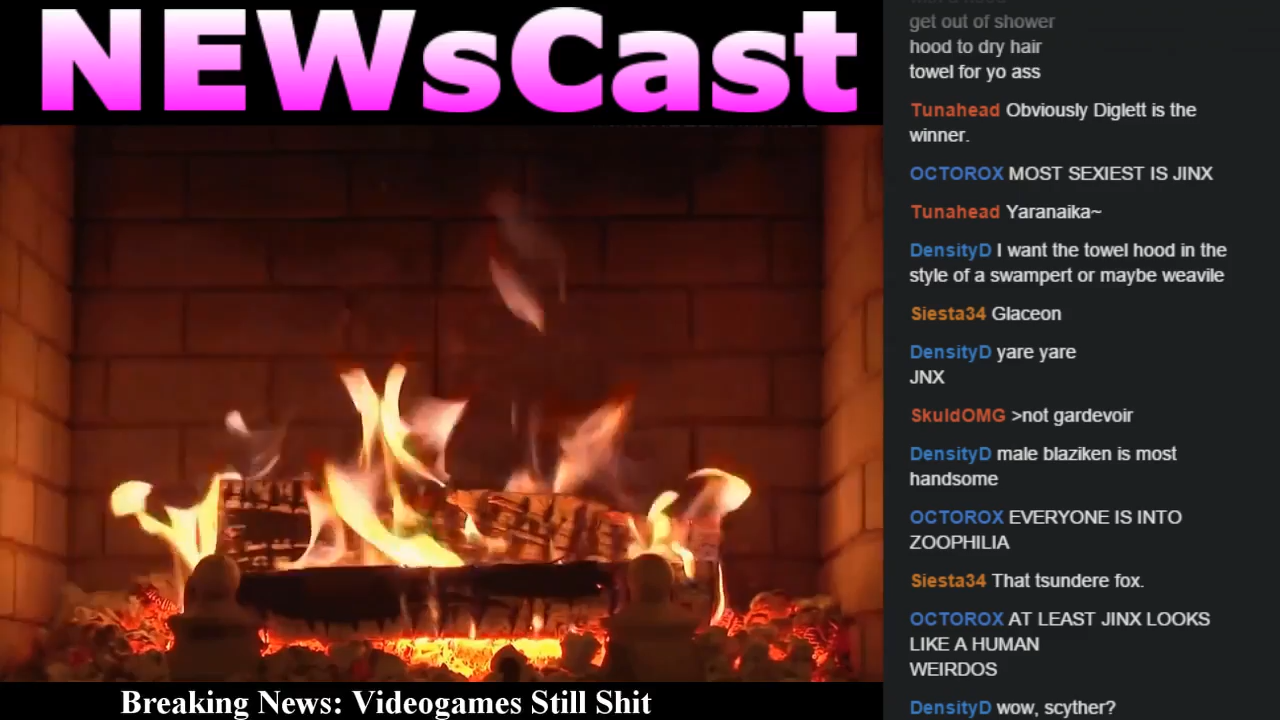 NEWsCast
get out of shower
hood to dry hair
towel for yo ass
Tunahead Obviously Diglett is the
winner.
OCTOROX MOST SEXIEST IS JINX
Tunahead Yaranaika~
DensityD I want the towel hood in the
style of a swampert or maybe weavile
Siesta34 Glaceon
DensityD yare yare
JNX
SkuldOMG >not gardevoir
DensityD male blaziken is most
handsome
OCTOROX EVERYONE IS INTO
ZOOPHILIA
Siesta34 That tsundere fox.
OCTOROX AT LEAST JINX LOOKS
LIKE A HUMAN
WEIRDOS
DensityD wow, scyther?
Breaking News: Videogames Still Shit